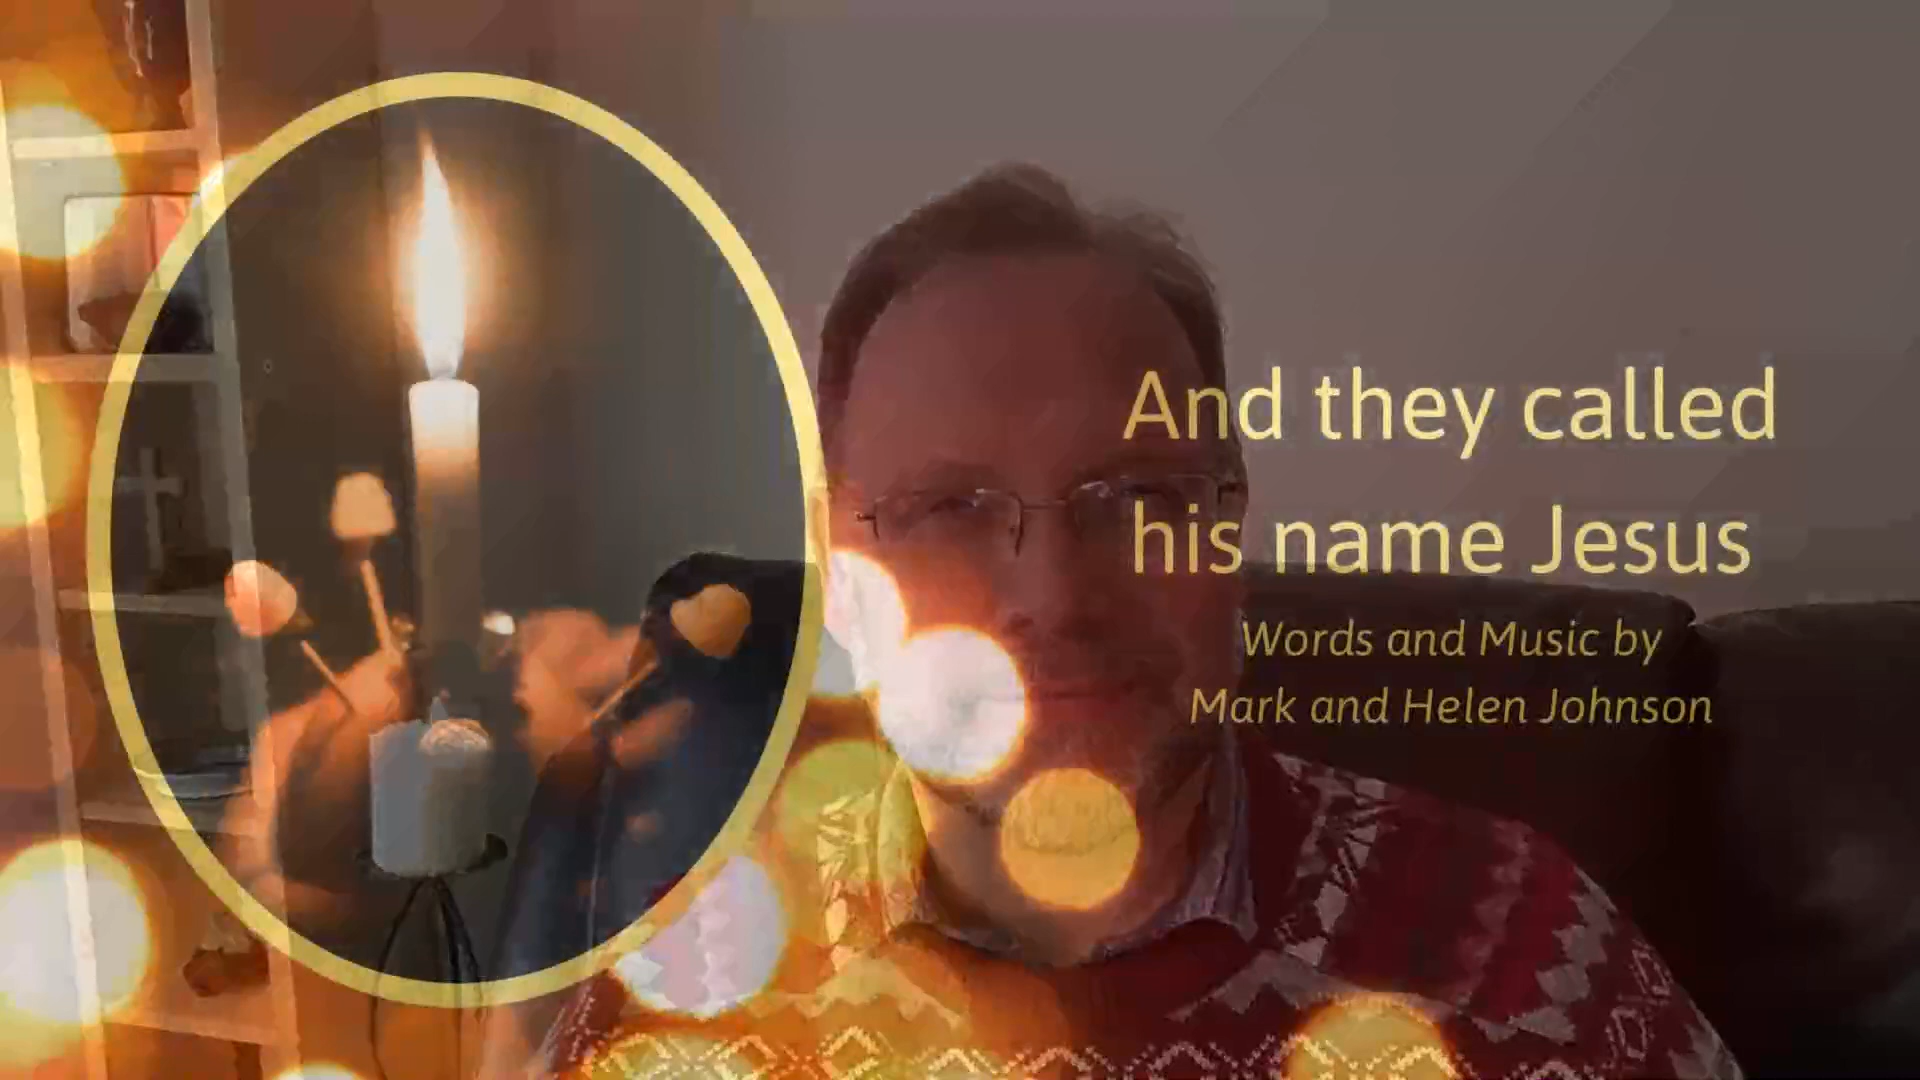 And they called
his name Jesus
Words and Music by
Mark and Helen Johnson